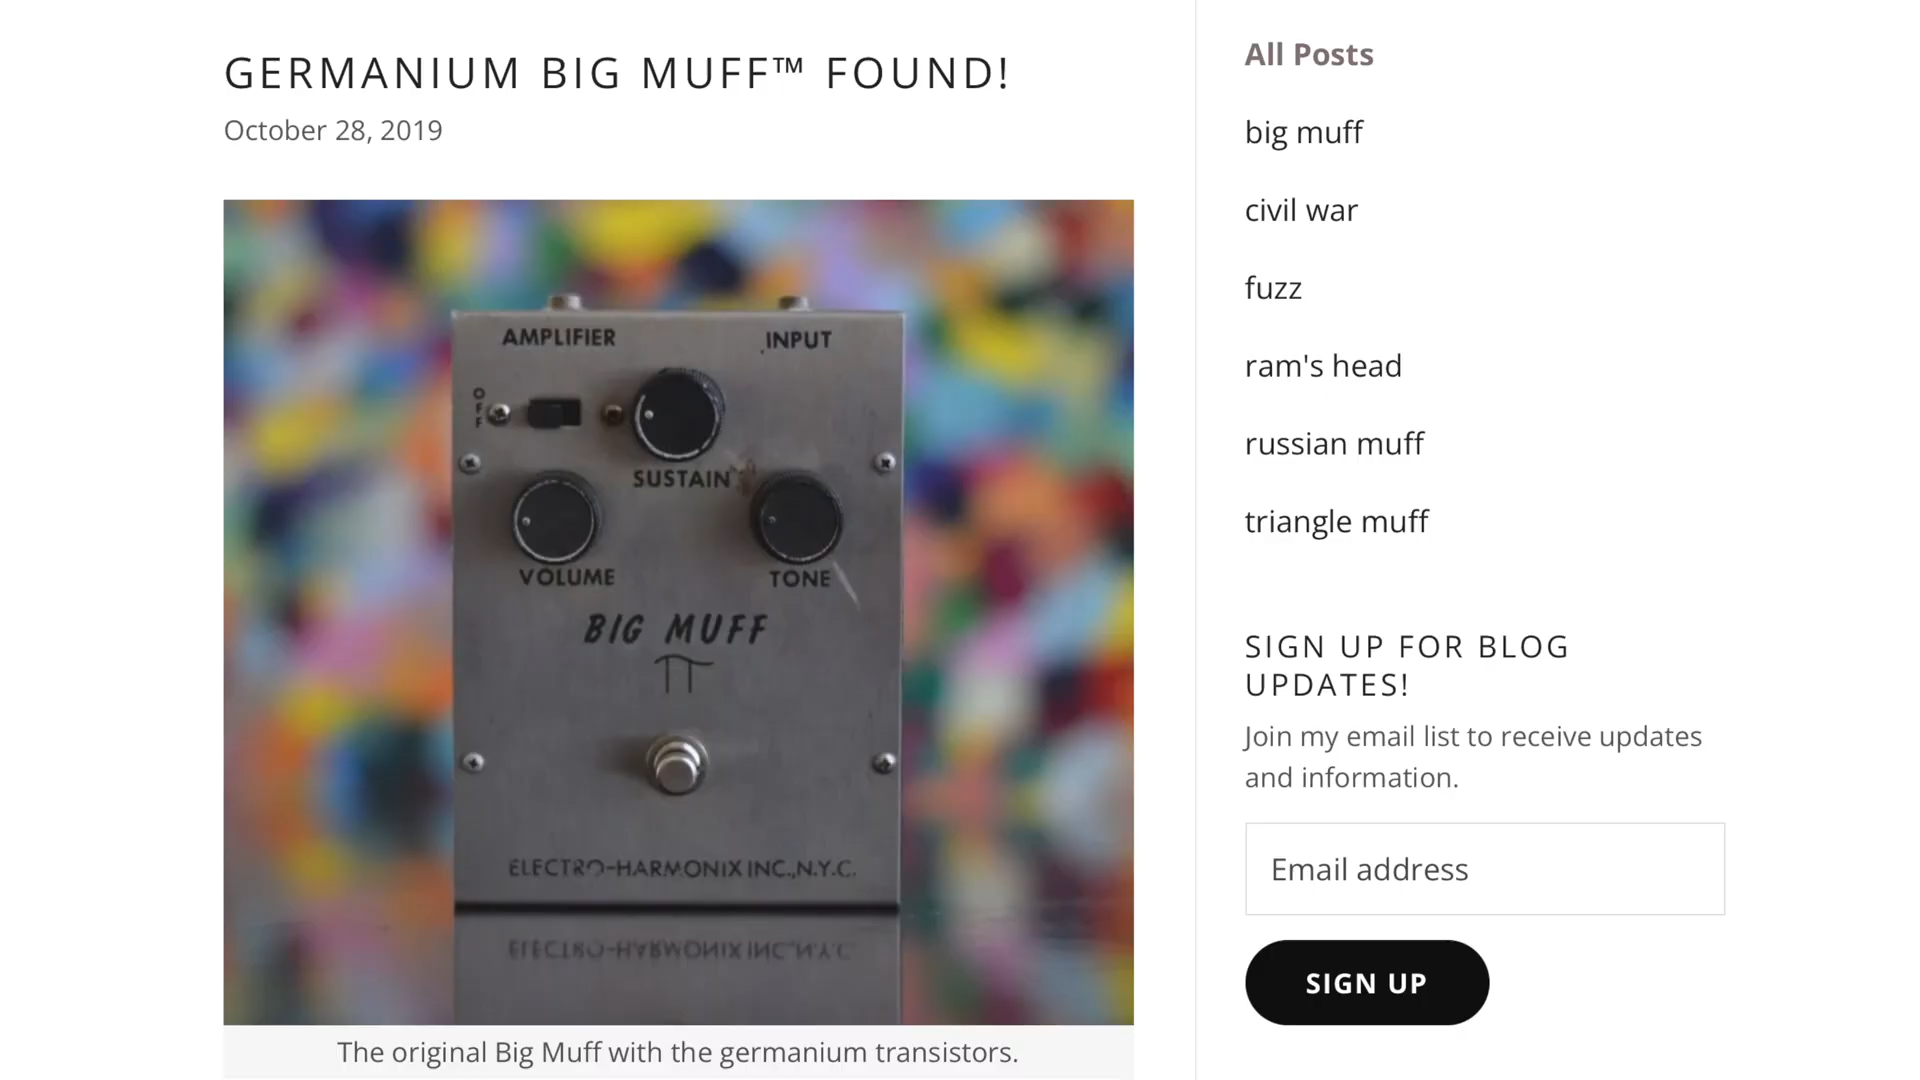 GERMANIUM BIG MUFF™ FOUND!
October 28, 2019
AMPLIFIER
INPUT
OFF
SUSTAIN
VOLUME
TONE
BIG MUFF
π
ELECTRO-HARMONIX INC.,N.Y.C.
ELECTRO-HARMONIX INC.,N.Y.C.
The original Big Muff with the germanium transistors.
All Posts
big muff
civil war
fuzz
ram's head
russian muff
triangle muff
SIGN UP FOR BLOG
UPDATES!
Join my email list to receive updates
and information.
Email address
SIGN UP